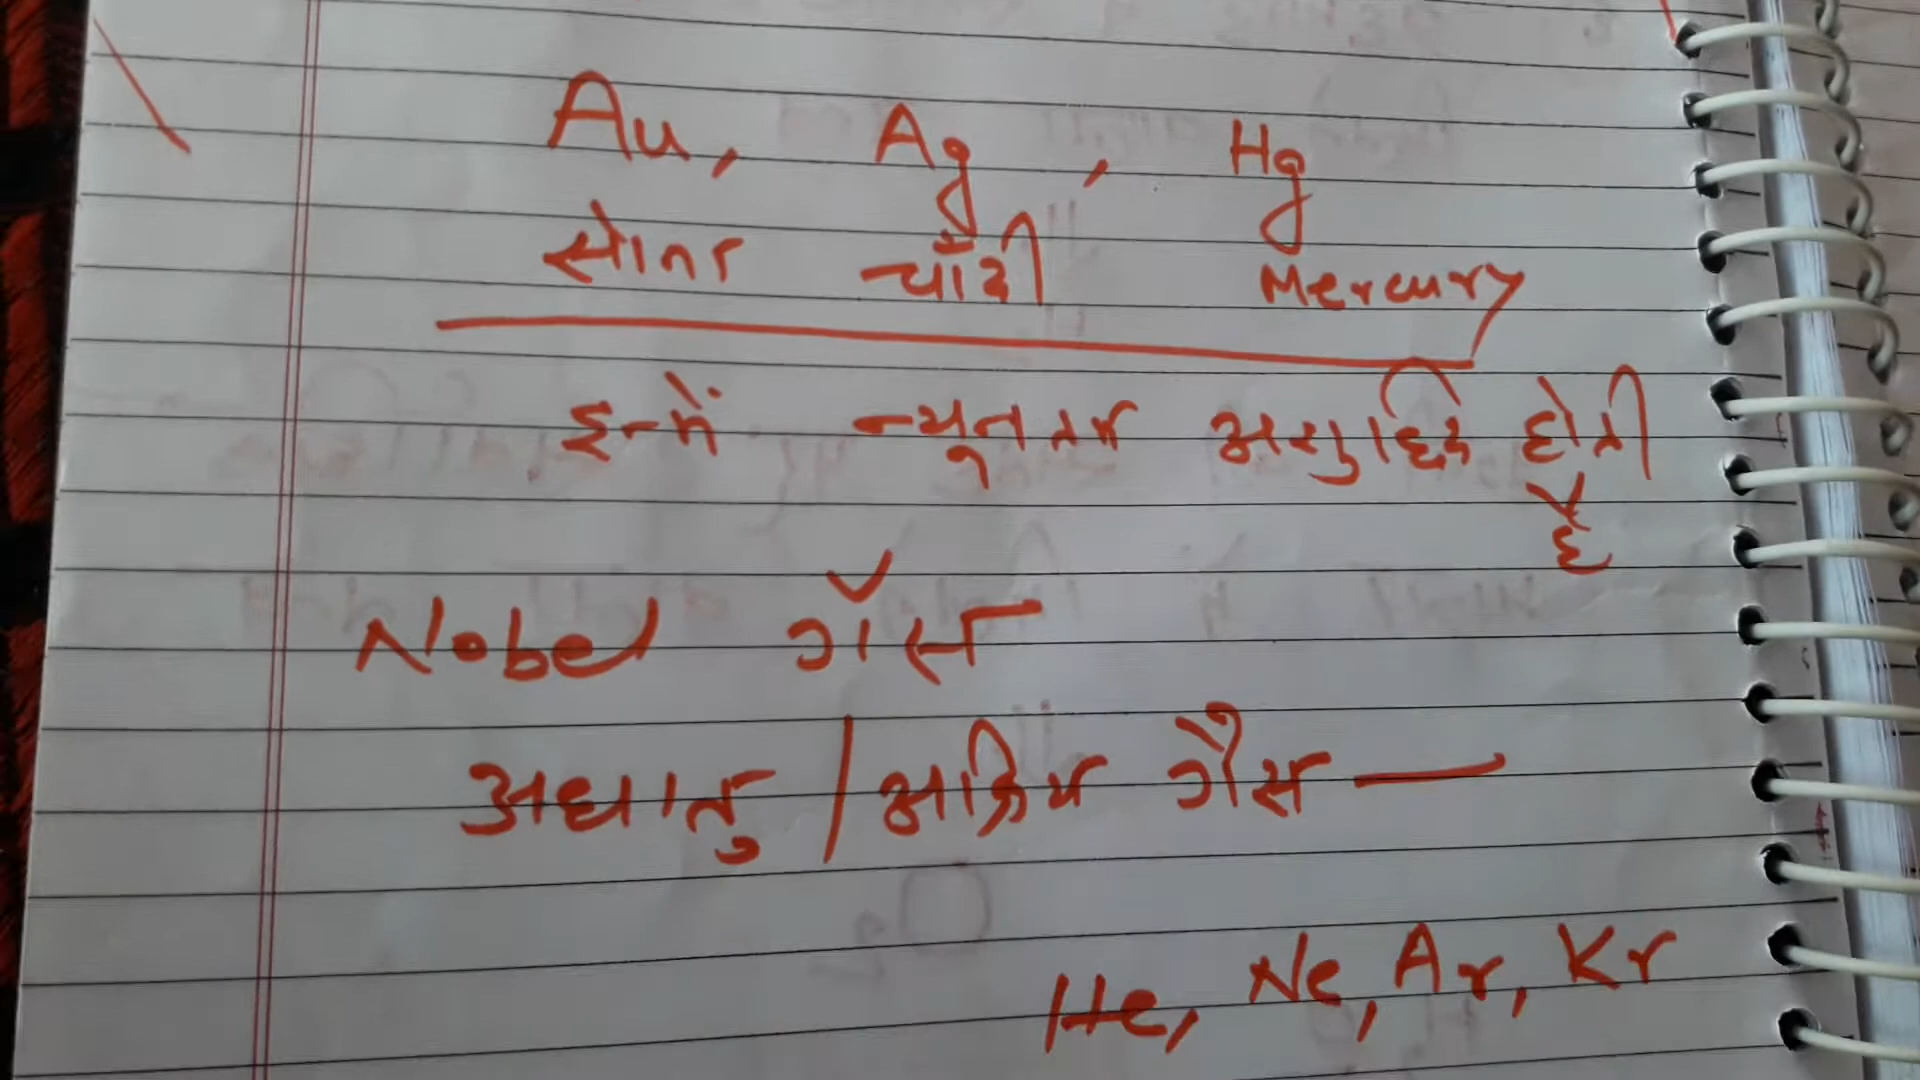 Au, Ag, Hg
सोना चाँदी Mercury
इनमें न्यूनतम अशुद्धि होती
है
Nobel गैस
अधातु / अक्रिय गैस —
He, Ne, Ar, Kr